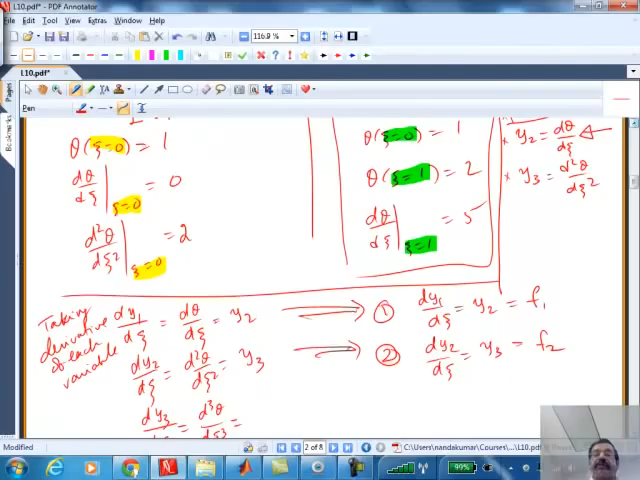 L10.pdf* - PDF Annotator
File Edit Tool View Extras Window Help
116.9 %
L10.pdf* ×
Pen
θ(ξ=0) = 1
dθ/dξ |ξ=0 = 0
d²θ/dξ² |ξ=0 = 2
θ(ξ=0) = 1
θ(ξ=1) = 2
dθ/dξ |ξ=1 = 5
× y₂ = dθ/dξ ⟸
× y₃ = d²θ/dξ²
Taking derivative of each variable
dy₁/dξ = dθ/dξ = y₂ ⟹ ① dy₁/dξ = y₂ = f₁
dy₂/dξ = d²θ/dξ² = y₃ ⟹ ② dy₂/dξ = y₃ = f₂
dy₃/dξ = d³θ/dξ³ =
Pages
Bookmarks
Modified
2 of 8
C:\Users\nandakumar\Courses\...\L10.pdf*
99%